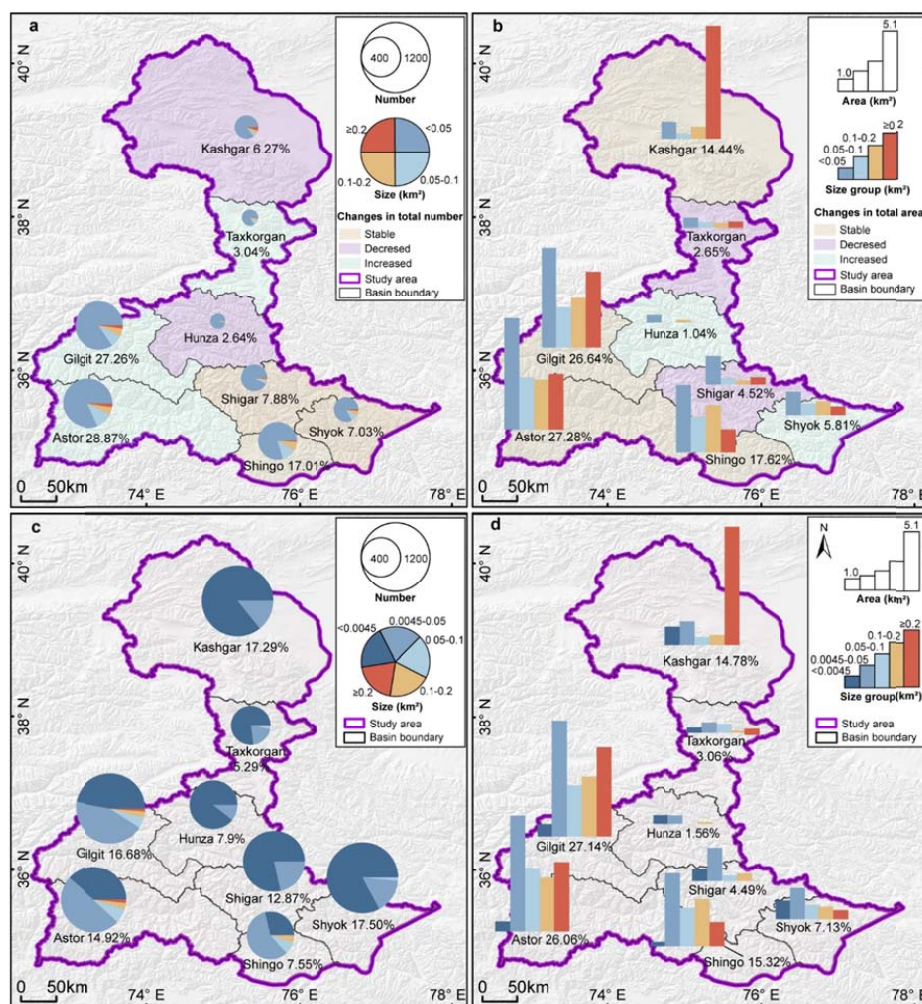 a
40° N
38° N
36° N
Kashgar 6.27%
Taxkorgan
3.04%
Hunza 2.64%
Gilgit 27.26%
Shigar 7.88%
Astor 28.87%
Shyok 7.03%
Shingo 17.01%
0 50km
74° E
76° E
78° E
400 1200
Number
≥0.2 <0.05
0.1-0.2 0.05-0.1
Size (km²)
Changes in total number
Stable
Decresed
Increased
Study area
Basin boundary
b
40° N
38° N
36° N
Kashgar 14.44%
Taxkorgan
2.65%
Hunza 1.04%
Gilgit 26.64%
Shigar 4.52%
Astor 27.28%
Shyok 5.81%
Shingo 17.62%
0 50km
74° E
76° E
78° E
5.1
1.0
Area (km²)
≥0.2
0.1-0.2
0.05-0.1
<0.05
Size group (km²)
Changes in total area
Stable
Decresed
Increased
Study area
Basin boundary
c
40° N
38° N
36° N
Kashgar 17.29%
Taxkorgan
5.29%
Hunza 7.9%
Gilgit 16.68%
Shigar 12.87%
Shyok 17.50%
Astor 14.92%
Shingo 7.55%
0 50km
74° E
76° E
78° E
400 1200
Number
0.0045-0.05
<0.0045 0.05-0.1
≥0.2 0.1-0.2
Size (km²)
Study area
Basin boundary
d
40° N
38° N
36° N
Kashgar 14.78%
Taxkorgan
3.06%
Hunza 1.56%
Gilgit 27.14%
Shigar 4.49%
Shyok 7.13%
Astor 26.06%
Shingo 15.32%
0 50km
74° E
76° E
78° E
N
5.1
1.0
Area (km²)
≥0.2
0.1-0.2
0.05-0.1
0.0045-0.05
<0.0045
Size group(km²)
Study area
Basin boundary